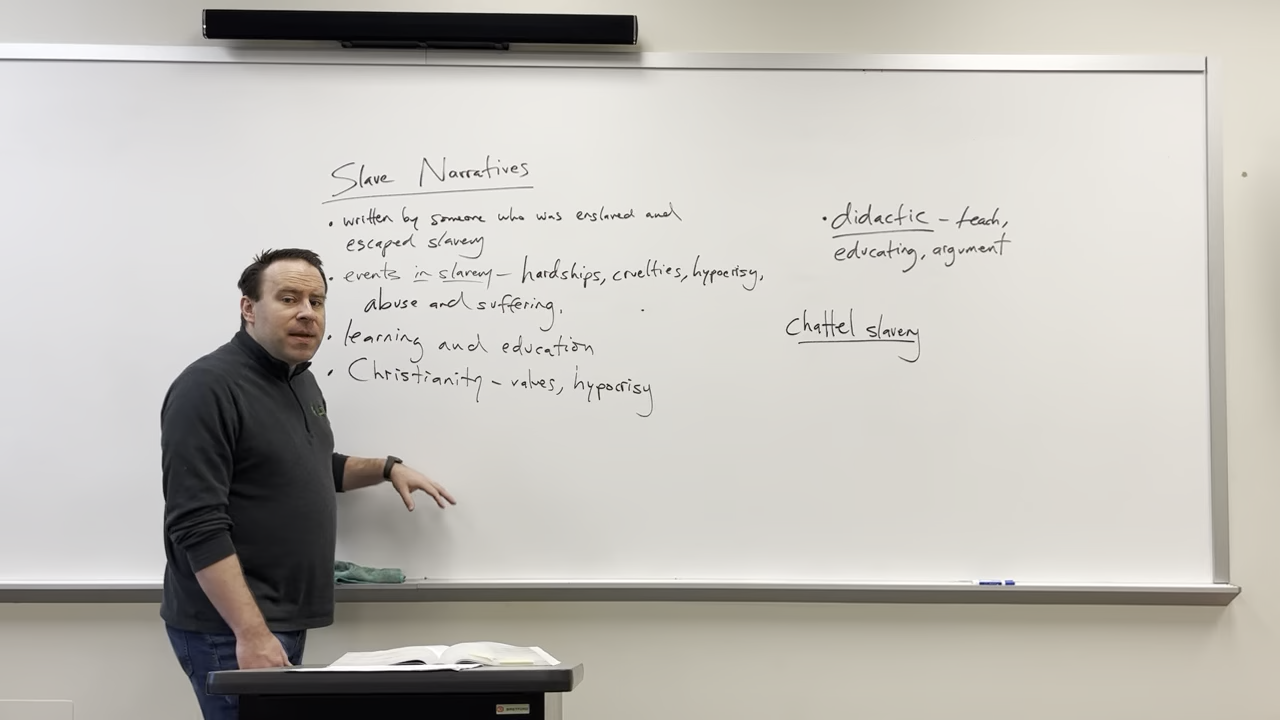 Slave Narratives
• written by someone who was enslaved and
escaped slavery
• events in slavery – hardships, cruelties, hypocrisy,
abuse and suffering.
• learning and education
• Christianity – values, hypocrisy
• didactic – teach,
educating, argument
Chattel slavery